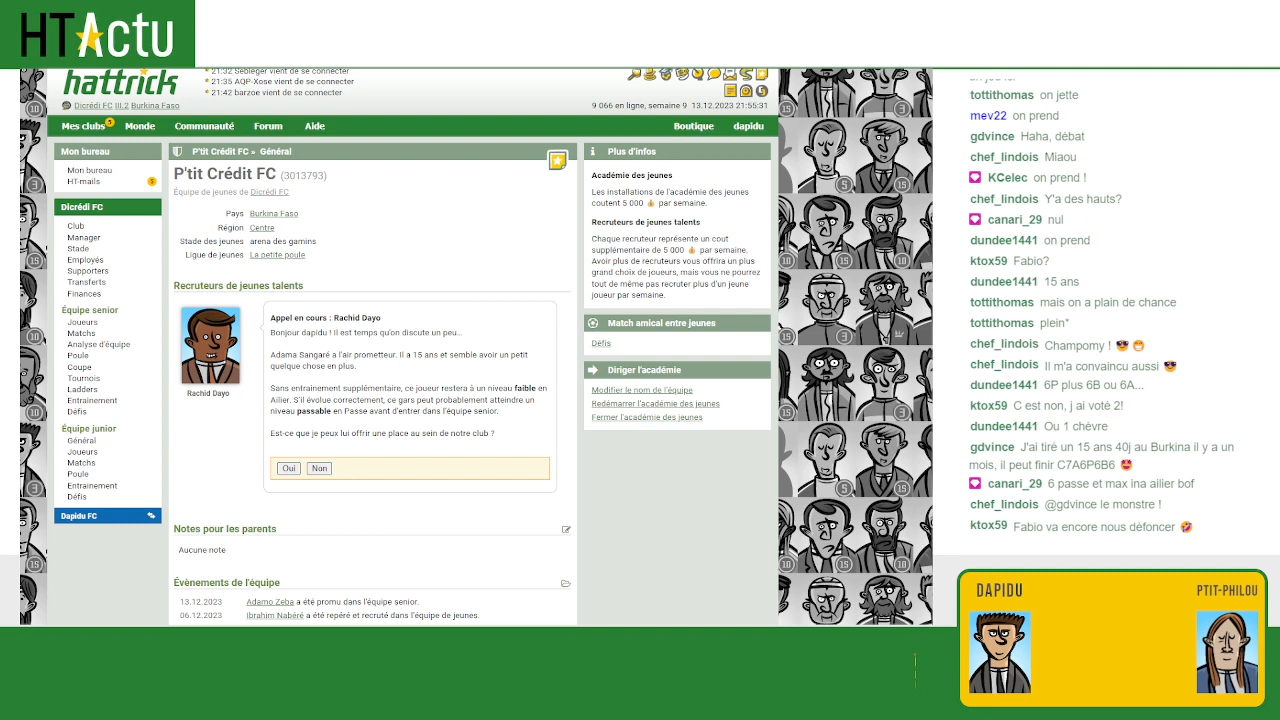 HTActu
hattrick
21:32 Sebleger vient de se connecter
21:35 AQP-Xose vient de se connecter
21:42 barzoe vient de se connecter
Dicrédi FC III.2 Burkina Faso
9 066 en ligne, semaine 9 13.12.2023 21:55:31
Mes clubs Monde Communauté Forum Aide Boutique dapidu
Mon bureau
Mon bureau
HT-mails
Dicrédi FC
Club
Manager
Stade
Employés
Supporters
Transferts
Finances
Équipe senior
Joueurs
Matchs
Analyse d'équipe
Poule
Coupe
Tournois
Ladders
Entrainement
Défis
Équipe junior
Général
Joueurs
Matchs
Poule
Entrainement
Défis
Dapidu FC
P'tit Crédit FC » Général
P'tit Crédit FC (3013793)
Équipe de jeunes de Dicrédi FC
Pays Burkina Faso
Région Centre
Stade des jeunes arena des gamins
Ligue de jeunes La petite poule
Recruteurs de jeunes talents
Rachid Dayo
Appel en cours : Rachid Dayo
Bonjour dapidu ! Il est temps qu'on discute un peu...
Adama Sangaré a l'air prometteur. Il a 15 ans et semble avoir un petit
quelque chose en plus.
Sans entrainement supplémentaire, ce joueur restera à un niveau faible en
Ailier. S'il évolue correctement, ce gars peut probablement atteindre un
niveau passable en Passe avant d'entrer dans l'équipe senior.
Est-ce que je peux lui offrir une place au sein de notre club ?
Oui Non
Notes pour les parents
Aucune note
Évènements de l'équipe
13.12.2023 Adamo Zeba a été promu dans l'équipe senior.
06.12.2023 Ibrahim Nabéré a été repéré et recruté dans l'équipe de jeunes.
Plus d'infos
Académie des jeunes
Les installations de l'académie des jeunes
coutent 5 000 par semaine.
Recruteurs de jeunes talents
Chaque recruteur représente un cout
supplémentaire de 5 000 par semaine.
Avoir plus de recruteurs vous offrira un plus
grand choix de joueurs, mais vous ne pourrez
tout de même pas recruter plus d'un jeune
joueur par semaine.
Match amical entre jeunes
Défis
Diriger l'académie
Modifier le nom de l'équipe
Redémarrer l'académie des jeunes
Fermer l'académie des jeunes
tottithomas on jette
mev22 on prend
gdvince Haha, débat
chef_lindois Miaou
KCelec on prend !
chef_lindois Y'a des hauts?
canari_29 nul
dundee1441 on prend
ktox59 Fabio?
dundee1441 15 ans
tottithomas mais on a plain de chance
tottithomas plein*
chef_lindois Champomy ! 😎 😁
chef_lindois Il m'a convaincu aussi 😎
dundee1441 6P plus 6B ou 6A...
ktox59 C est non, j ai voté 2!
dundee1441 Ou 1 chèvre
gdvince J'ai tiré un 15 ans 40j au Burkina il y a un
mois, il peut finir C7A6P6B6 🤩
canari_29 6 passe et max ina ailier bof
chef_lindois @gdvince le monstre !
ktox59 Fabio va encore nous défoncer 🤣
DAPIDU
PTIT-PHILOU